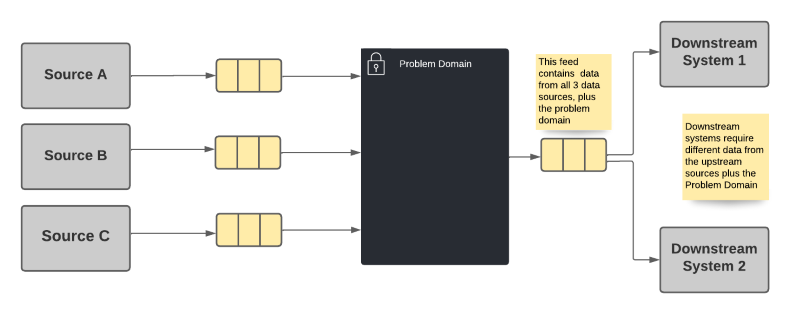 Source A
Source B
Source C
Problem Domain
This feed
contains data
from all 3 data
sources, plus
the problem
domain
Downstream
System 1
Downstream
systems require
different data from
the upstream
sources plus the
Problem Domain
Downstream
System 2